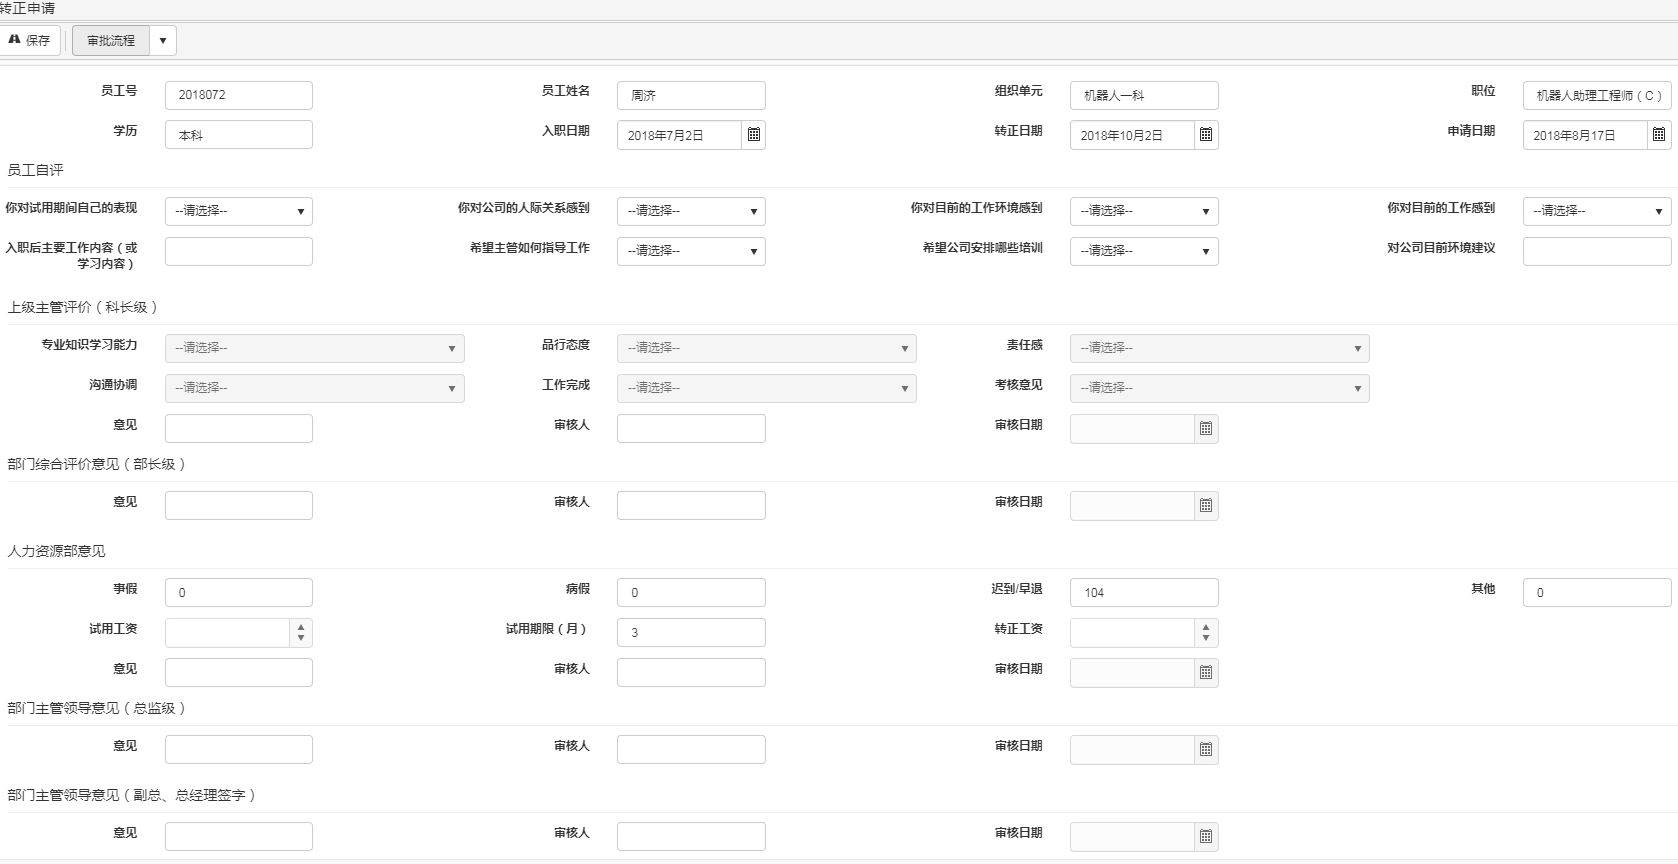 转正申请
保存 审批流程
员工号 2018072 员工姓名 周济 组织单元 机器人一科 职位 机器人助理工程师（C）
学历 本科 入职日期 2018年7月2日 转正日期 2018年10月2日 申请日期 2018年8月17日
员工自评
你对试用期间自己的表现 --请选择-- 你对公司的人际关系感到 --请选择-- 你对目前的工作环境感到 --请选择-- 你对目前的工作感到 --请选择--
入职后主要工作内容（或 希望主管如何指导工作 --请选择-- 希望公司安排哪些培训 --请选择-- 对公司目前环境建议
学习内容）
上级主管评价（科长级）
专业知识学习能力 --请选择-- 品行态度 --请选择-- 责任感 --请选择--
沟通协调 --请选择-- 工作完成 --请选择-- 考核意见 --请选择--
意见 审核人 审核日期
部门综合评价意见（部长级）
意见 审核人 审核日期
人力资源部意见
事假 0 病假 0 迟到/早退 104 其他 0
试用工资 试用期限（月） 3 转正工资
意见 审核人 审核日期
部门主管领导意见（总监级）
意见 审核人 审核日期
部门主管领导意见（副总、总经理签字）
意见 审核人 审核日期